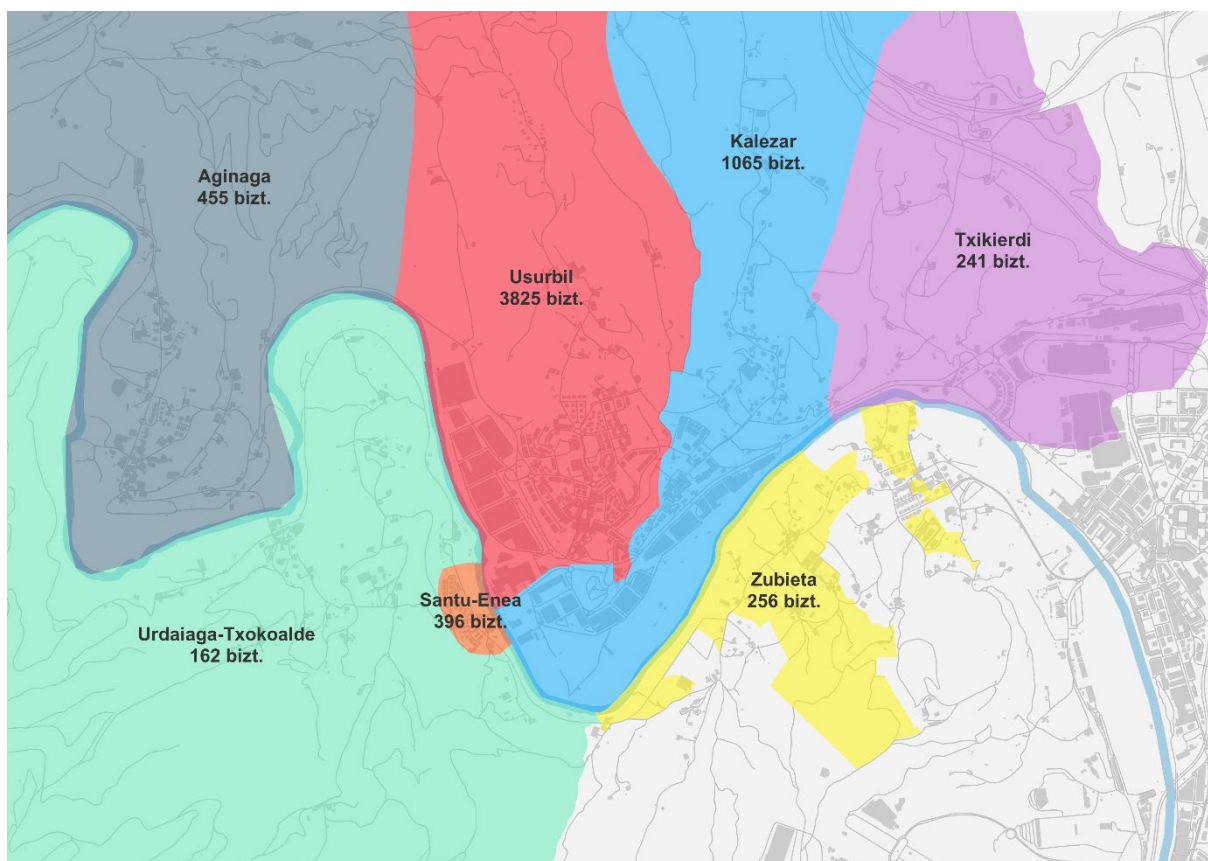 Kalezar
1065 bizt.
Aginaga
455 bizt.
Txikierdi
241 bizt.
Usurbil
3825 bizt.
Zubieta
256 bizt.
Santu-Enea
396 bizt.
Urdaiaga-Txokoalde
162 bizt.